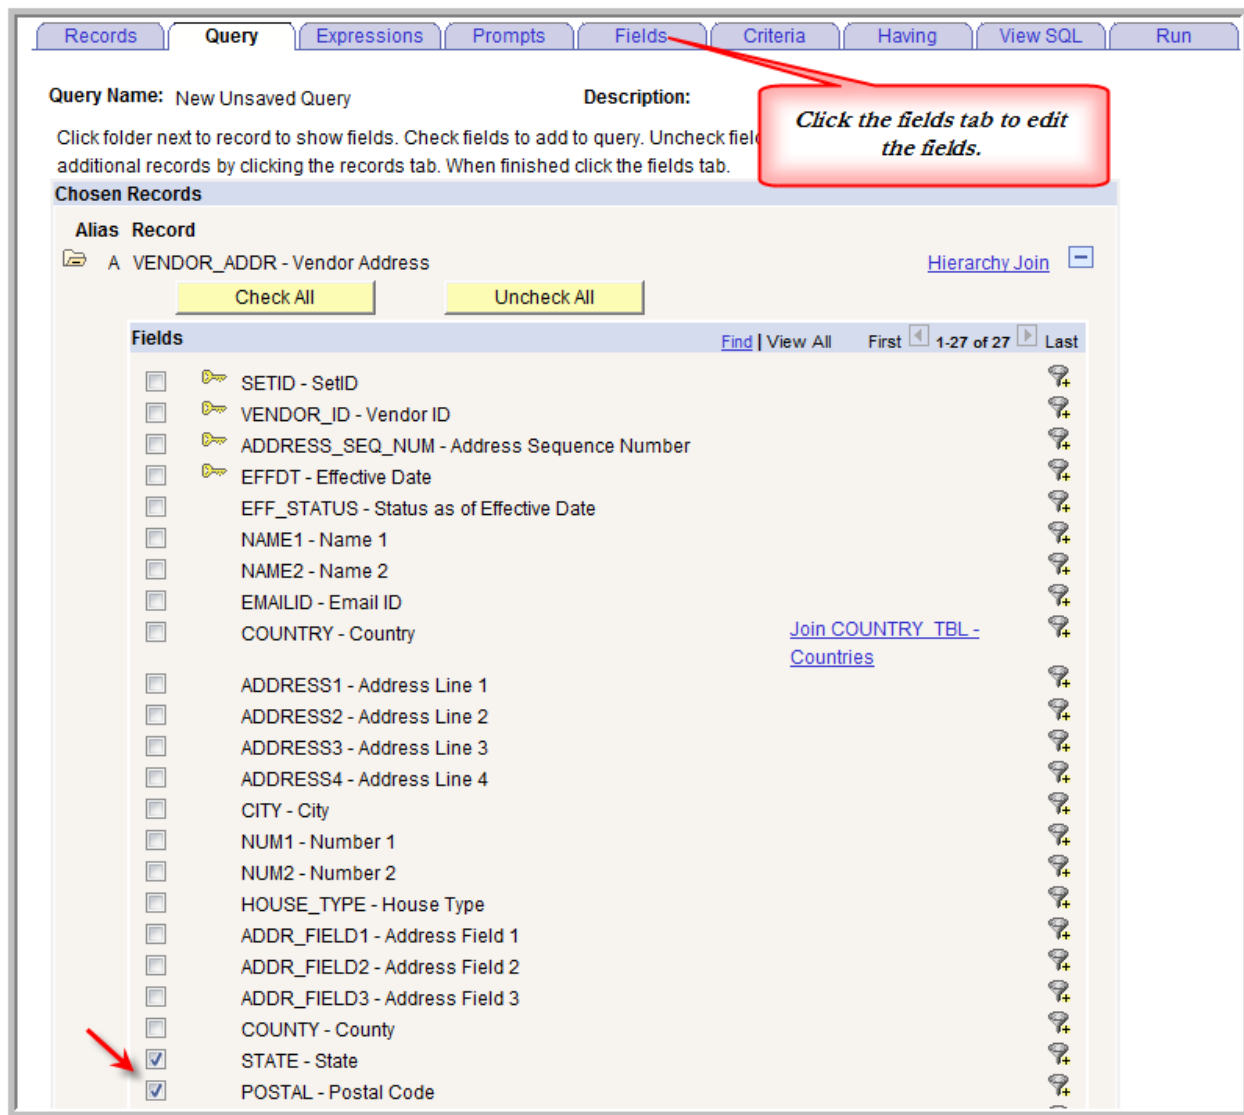 Records Query Expressions Prompts Fields Criteria Having View SQL Run
Query Name: New Unsaved Query Description:
Click the fields tab to edit
the fields.
Click folder next to record to show fields. Check fields to add to query. Uncheck
additional records by clicking the records tab. When finished click the fields tab.
Chosen Records
Alias Record
A VENDOR_ADDR - Vendor Address Hierarchy Join
Check All Uncheck All
Fields Find | View All First 1-27 of 27 Last
SETID - SetID
VENDOR_ID - Vendor ID
ADDRESS_SEQ_NUM - Address Sequence Number
EFFDT - Effective Date
EFF_STATUS - Status as of Effective Date
NAME1 - Name 1
NAME2 - Name 2
EMAILID - Email ID
COUNTRY - Country Join COUNTRY_TBL -
Countries
ADDRESS1 - Address Line 1
ADDRESS2 - Address Line 2
ADDRESS3 - Address Line 3
ADDRESS4 - Address Line 4
CITY - City
NUM1 - Number 1
NUM2 - Number 2
HOUSE_TYPE - House Type
ADDR_FIELD1 - Address Field 1
ADDR_FIELD2 - Address Field 2
ADDR_FIELD3 - Address Field 3
COUNTY - County
STATE - State
POSTAL - Postal Code